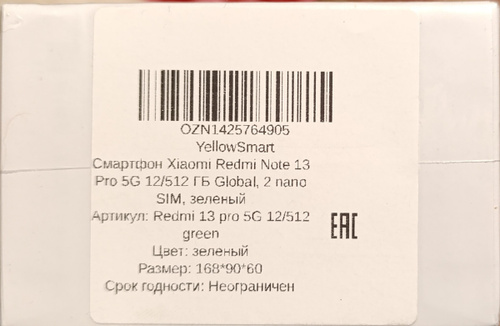 OZN1425764905
YellowSmart
Смартфон Xiaomi Redmi Note 13
Pro 5G 12/512 ГБ Global, 2 nano
SIM, зеленый
Артикул: Redmi 13 pro 5G 12/512
green
EAC
Цвет: зеленый
Размер: 168*90*60
Срок годности: Неограничен